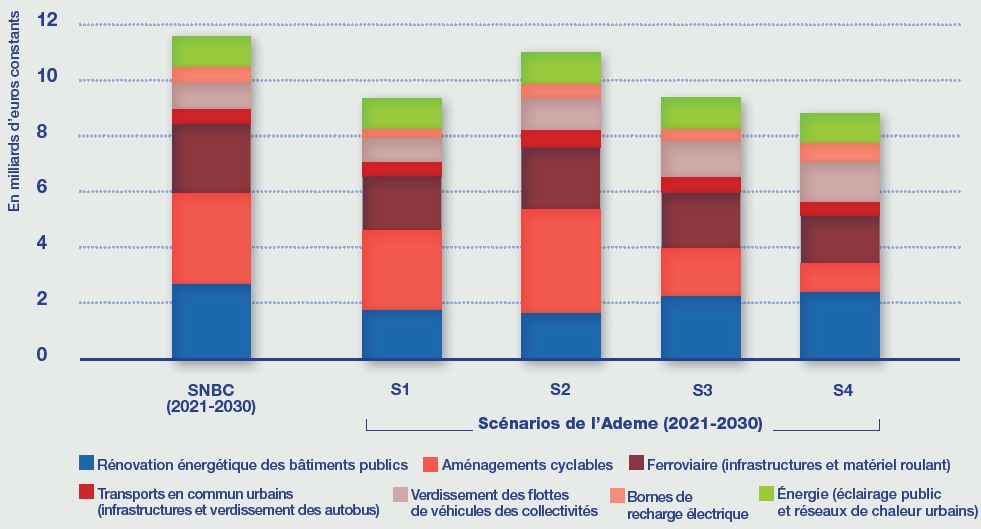 En milliards d'euros constants
12
10
8
6
4
2
0
SNBC
(2021-2030)
S1
S2
S3
S4
Scénarios de l'Ademe (2021-2030)
Rénovation énergétique des bâtiments publics
Aménagements cyclables
Ferroviaire (infrastructures et matériel roulant)
Transports en commun urbains
(infrastructures et verdissement des autobus)
Verdissement des flottes
de véhicules des collectivités
Bornes de
recharge électrique
Énergie (éclairage public
et réseaux de chaleur urbains)